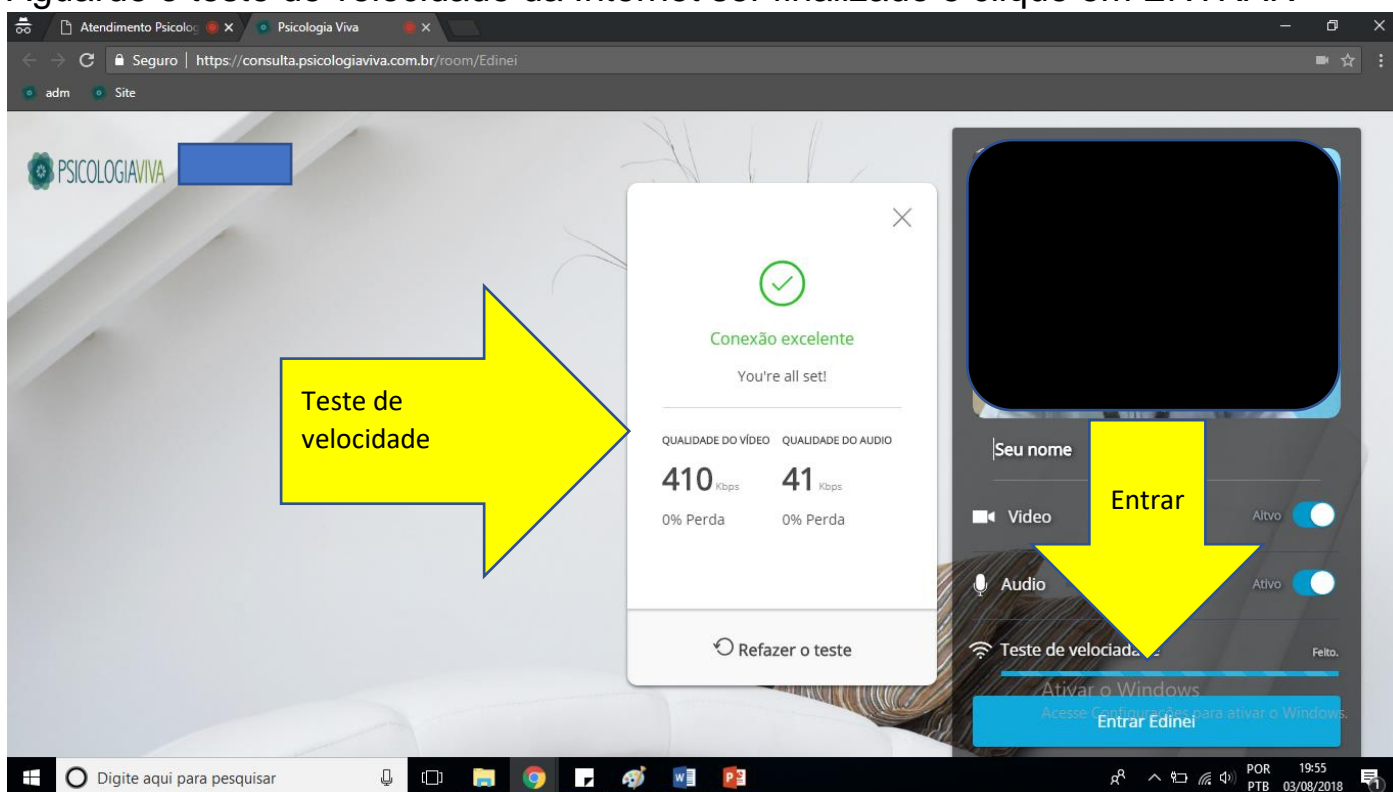 Aguarde o teste de velocidade da internet ser finalizado e clique em ENTRAR
Atendimento Psicolog
Psicologia Viva
Seguro | https://consulta.psicologiaviva.com.br/room/Edinei
adm
Site
PSICOLOGIAVIVA
Conexão excelente
You're all set!
Teste de
velocidade
QUALIDADE DO VÍDEO QUALIDADE DO AUDIO
410 Kbps 41 Kbps
0% Perda 0% Perda
Refazer o teste
Seu nome
Entrar
Video Altvo
Audio Ativo
Teste de velociada Feito.
Ativar o Windows
Acesse Configurações para ativar o Windows.
Entrar Edinei
Digite aqui para pesquisar
POR 19:55
PTB 03/08/2018
1